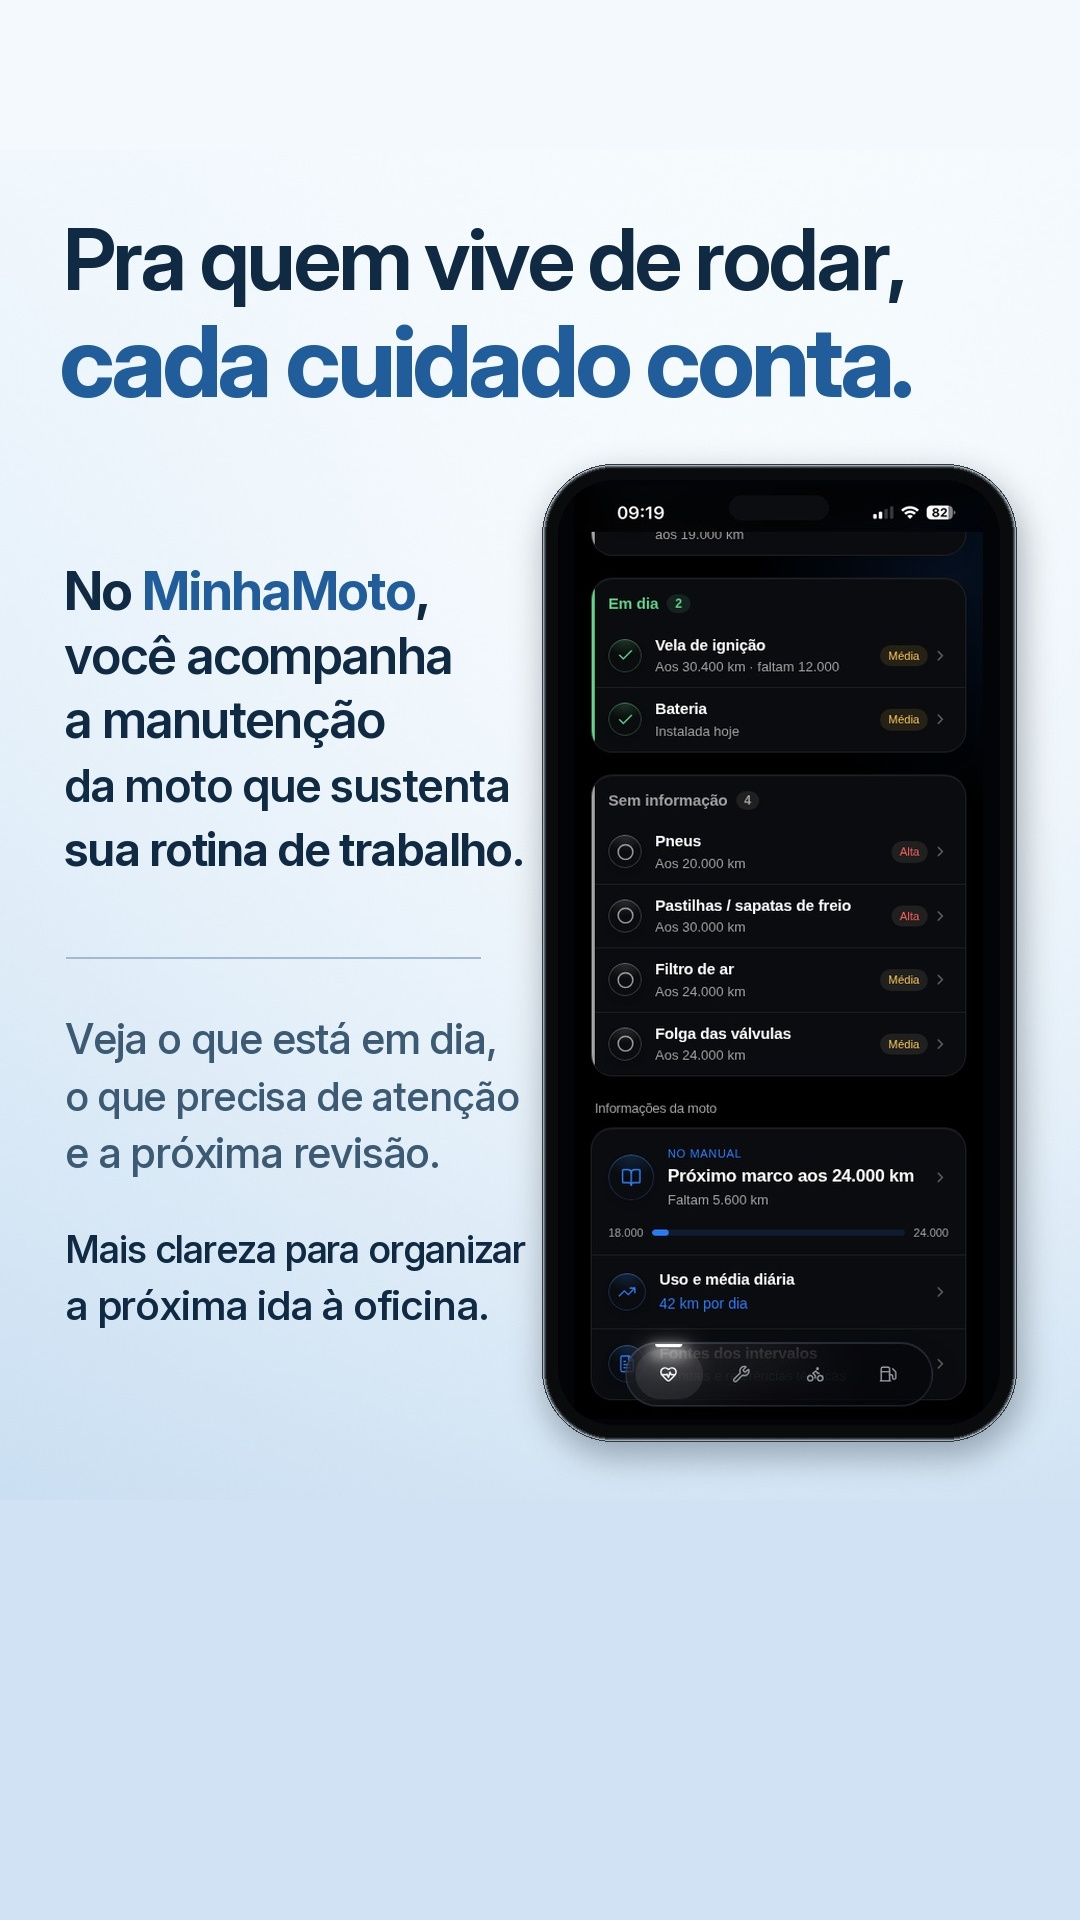 Pra quem vive de rodar,
cada cuidado conta.
No MinhaMoto,
você acompanha
a manutenção
da moto que sustenta
sua rotina de trabalho.
Veja o que está em dia,
o que precisa de atenção
e a próxima revisão.
Mais clareza para organizar
a próxima ida à oficina.
09:19
82
aos 19.000 km
Em dia 2
Vela de ignição
Aos 30.400 km · faltam 12.000
Média
Bateria
Instalada hoje
Média
Sem informação 4
Pneus
Aos 20.000 km
Alta
Pastilhas / sapatas de freio
Aos 30.000 km
Alta
Filtro de ar
Aos 24.000 km
Média
Folga das válvulas
Aos 24.000 km
Média
Informações da moto
NO MANUAL
Próximo marco aos 24.000 km
Faltam 5.600 km
18.000
24.000
Uso e média diária
42 km por dia
Fontes dos intervalos